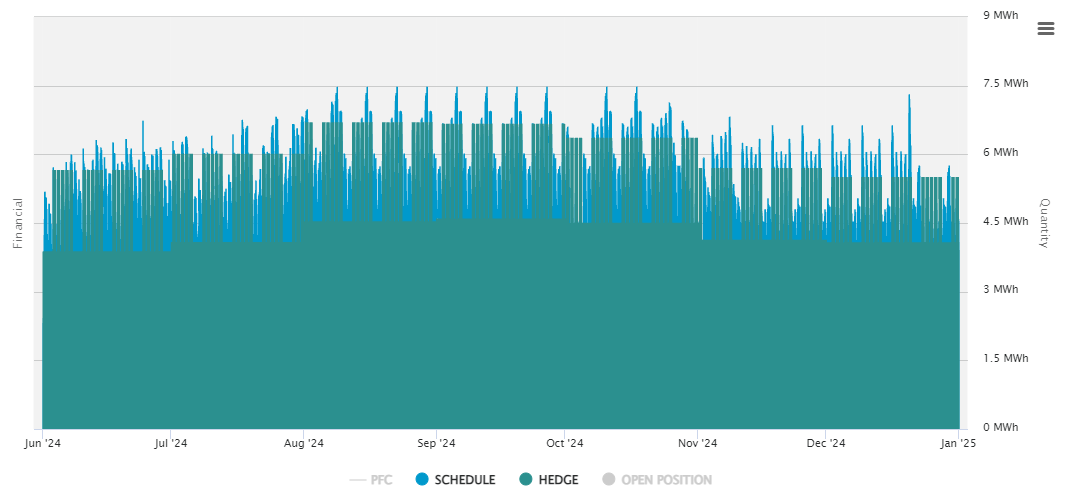 9 MWh
7.5 MWh
6 MWh
4.5 MWh
3 MWh
1.5 MWh
0 MWh
Financial
Quantity
Jun '24
Jul '24
Aug '24
Sep '24
Oct '24
Nov '24
Dec '24
Jan '25
PFC
SCHEDULE
HEDGE
OPEN POSITION